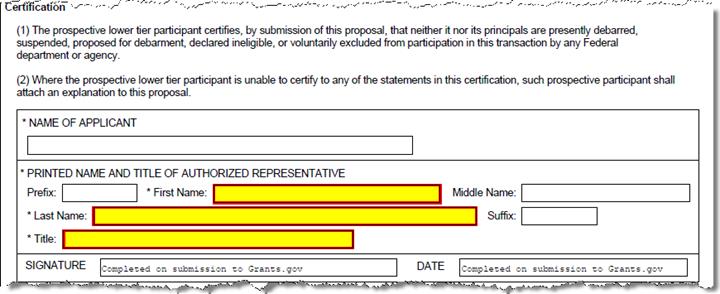 Certification
(1) The prospective lower tier participant certifies, by submission of this proposal, that neither it nor its principals are presently debarred,
suspended, proposed for debarment, declared ineligible, or voluntarily excluded from participation in this transaction by any Federal
department or agency.
(2) Where the prospective lower tier participant is unable to certify to any of the statements in this certification, such prospective participant shall
attach an explanation to this proposal.
* NAME OF APPLICANT
* PRINTED NAME AND TITLE OF AUTHORIZED REPRESENTATIVE
Prefix: * First Name: Middle Name:
* Last Name: Suffix:
* Title:
SIGNATURE Completed on submission to Grants.gov DATE Completed on submission to Grants.gov